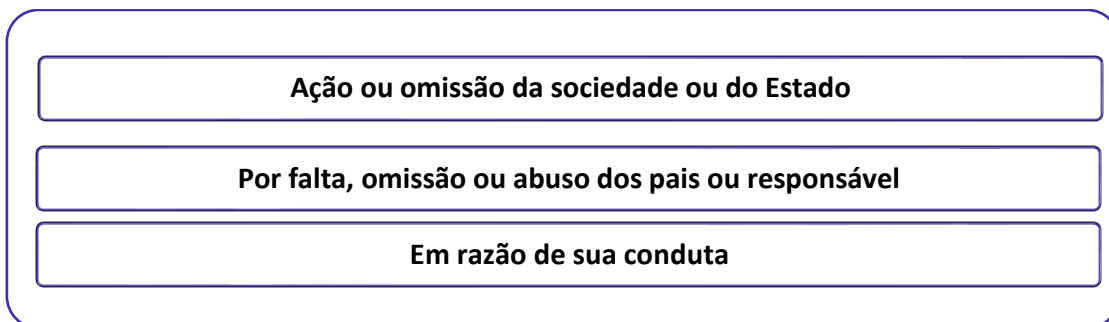 Ação ou omissão da sociedade ou do Estado
Por falta, omissão ou abuso dos pais ou responsável
Em razão de sua conduta